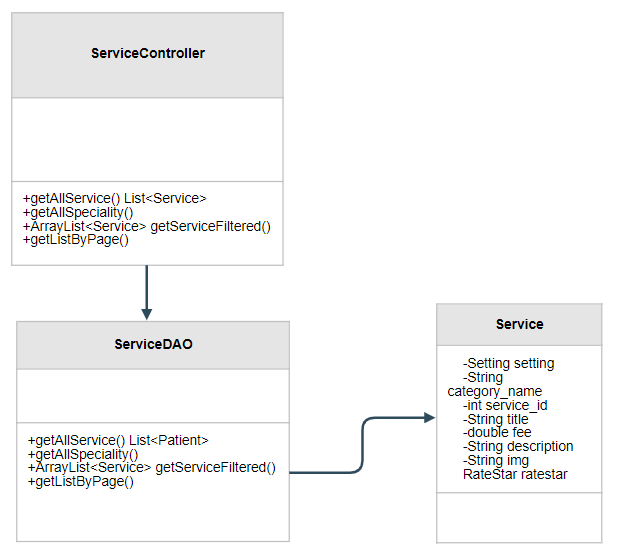 ServiceController
+getAllService() List<Service>
+getAllSpeciality()
+ArrayList<Service> getServiceFiltered()
+getListByPage()
ServiceDAO
+getAllService() List<Patient>
+getAllSpeciality()
+ArrayList<Service> getServiceFiltered()
+getListByPage()
Service
-Setting setting
-String
category_name
-int service_id
-String title
-double fee
-String description
-String img
RateStar ratestar